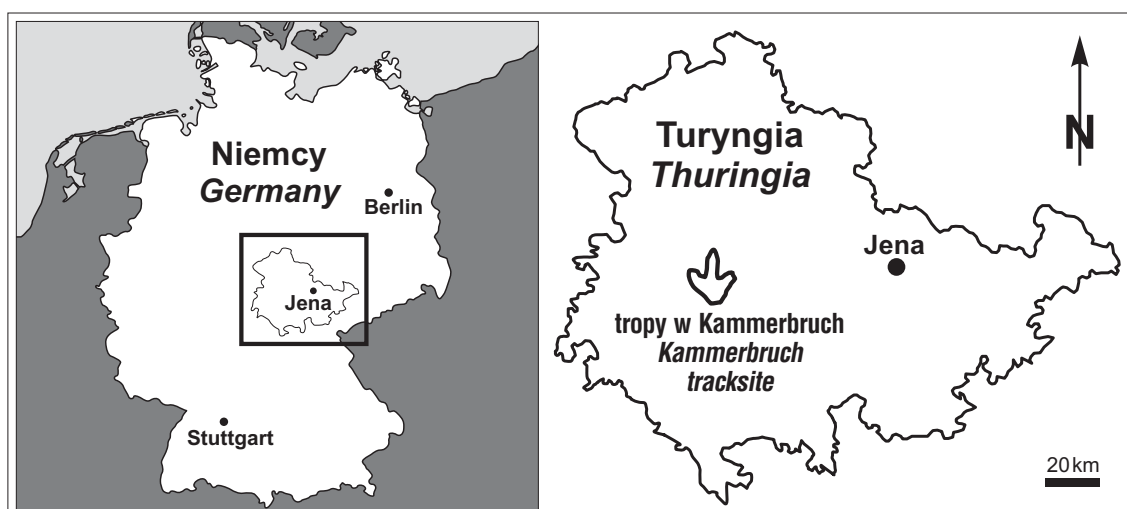 Niemcy
Germany
Berlin
Jena
Stuttgart
Turyngia
Thuringia
N
Jena
tropy w Kammerbruch
Kammerbruch
tracksite
20 km